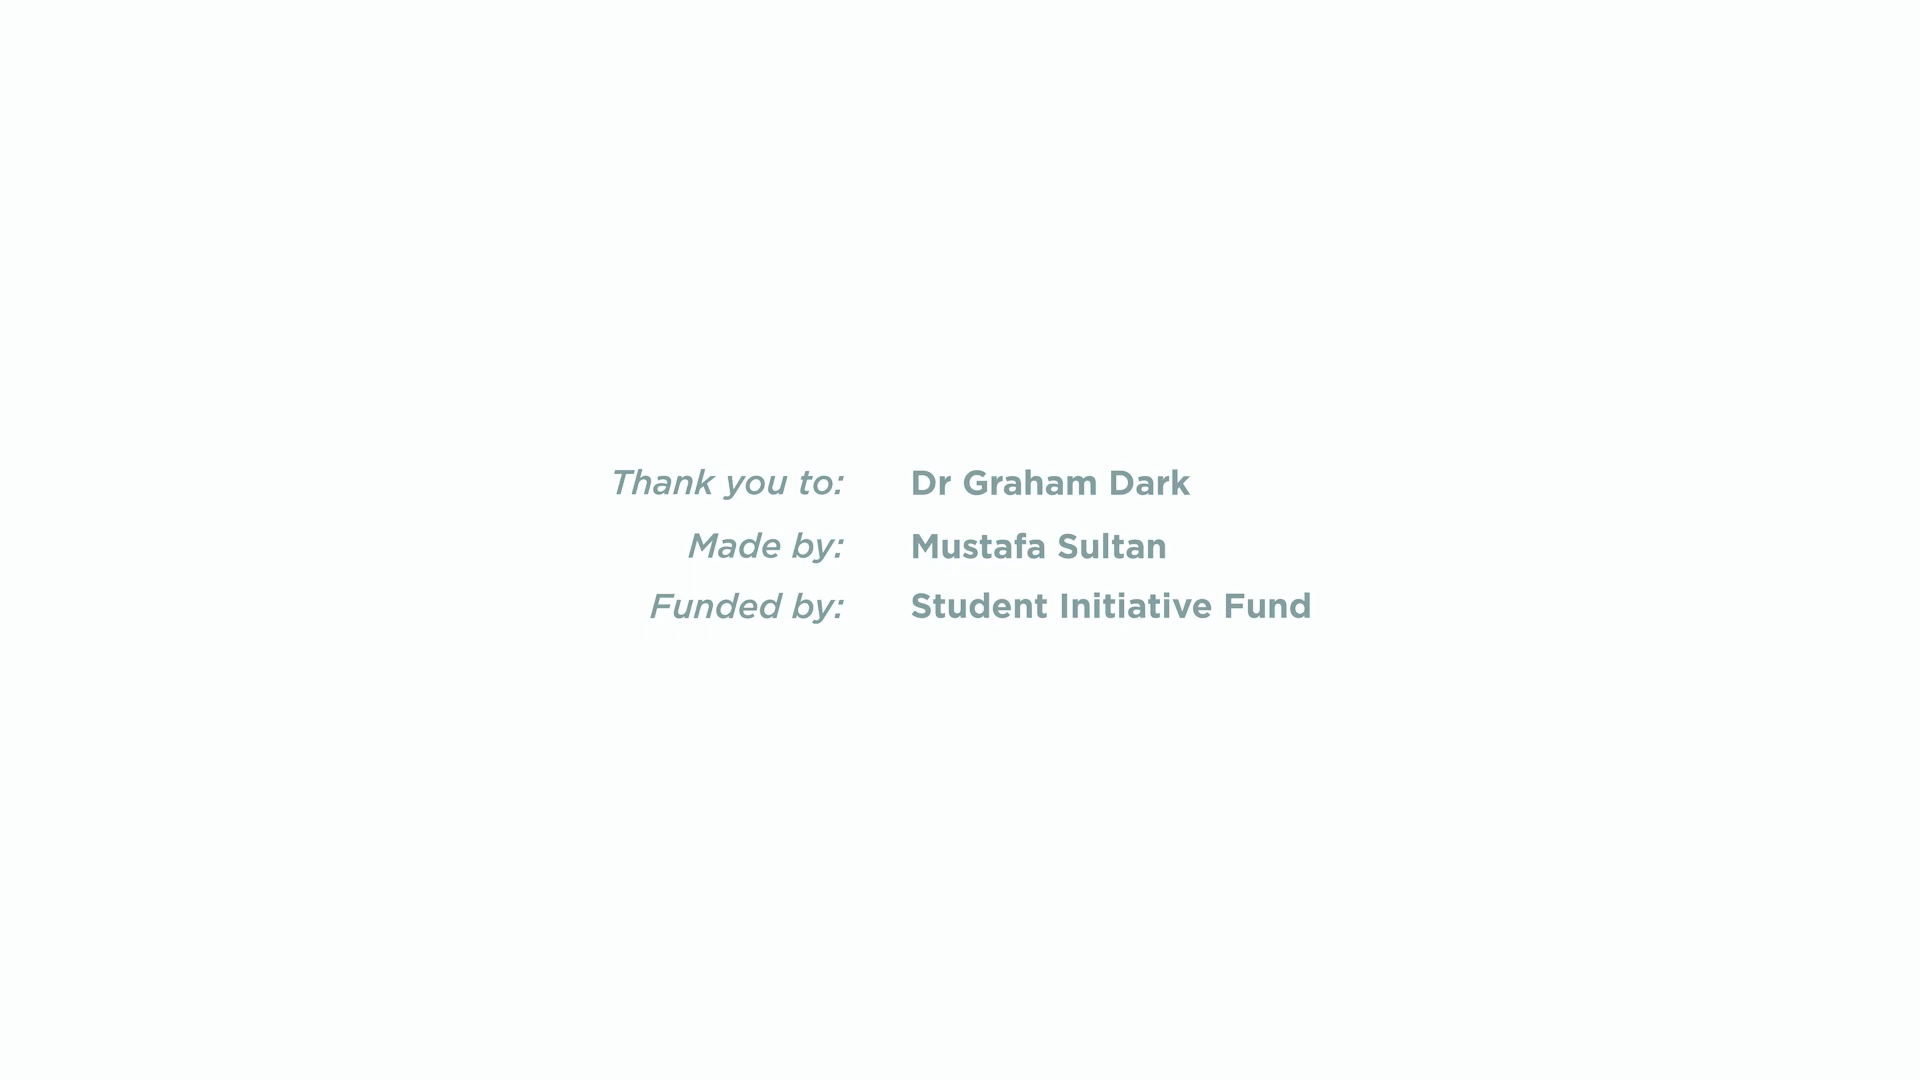 Thank you to: Dr Graham Dark
Made by: Mustafa Sultan
Funded by: Student Initiative Fund